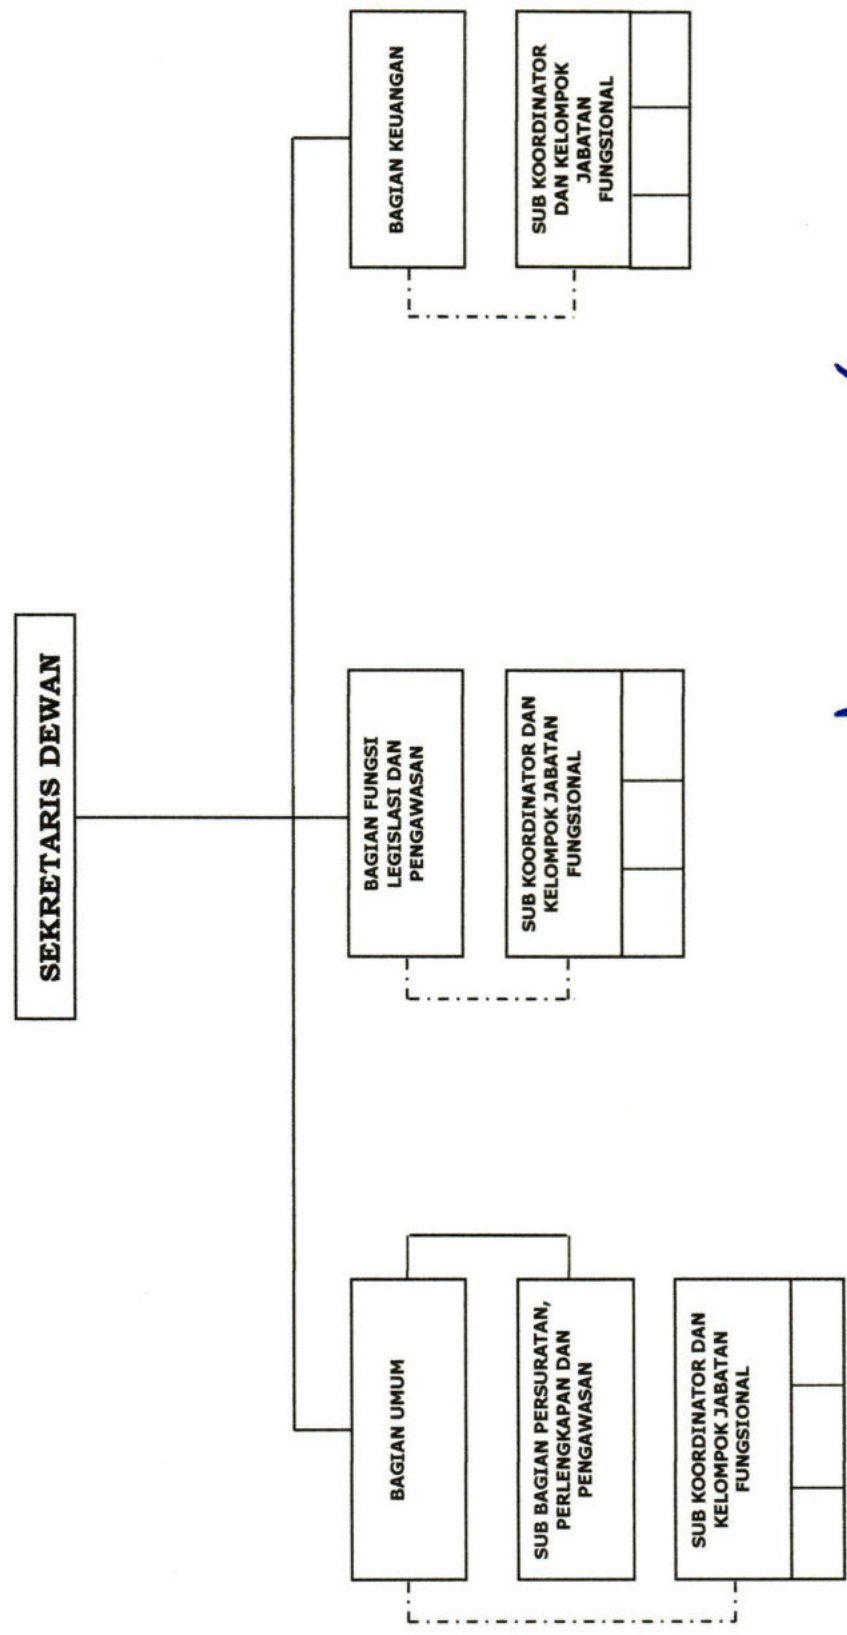 SEKRETARIS DEWAN
BAGIAN UMUM
SUB BAGIAN PERSURATAN,
PERLENGKAPAN DAN
PENGAWASAN
SUB KOORDINATOR DAN
KELOMPOK JABATAN
FUNGSIONAL
BAGIAN FUNGSI
LEGISLASI DAN
PENGAWASAN
SUB KOORDINATOR DAN
KELOMPOK JABATAN
FUNGSIONAL
BAGIAN KEUANGAN
SUB KOORDINATOR
DAN KELOMPOK
JABATAN
FUNGSIONAL